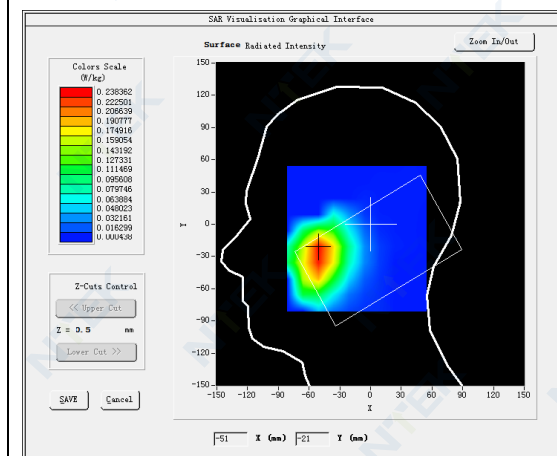 SAR Visualisation Graphical Interface
Surface Radiated Intensity
Zoom In/Out
Colors Scale
(W/kg)
0.238362
0.222501
0.206639
0.190777
0.174916
0.159054
0.143192
0.127331
0.111469
0.095608
0.079746
0.063884
0.048023
0.032161
0.016299
0.000438
Z-Cuts Control
<< Upper Cut
Z = 3.5 mm
Lower Cut >>
SAVE
Cancel
150
120
90
60
30
0
-30
-60
-90
-120
-150
Y
-150 -120 -90 -60 -30 0 30 60 90 120 150
X
-51 X (mm) -21 Y (mm)
NTEK